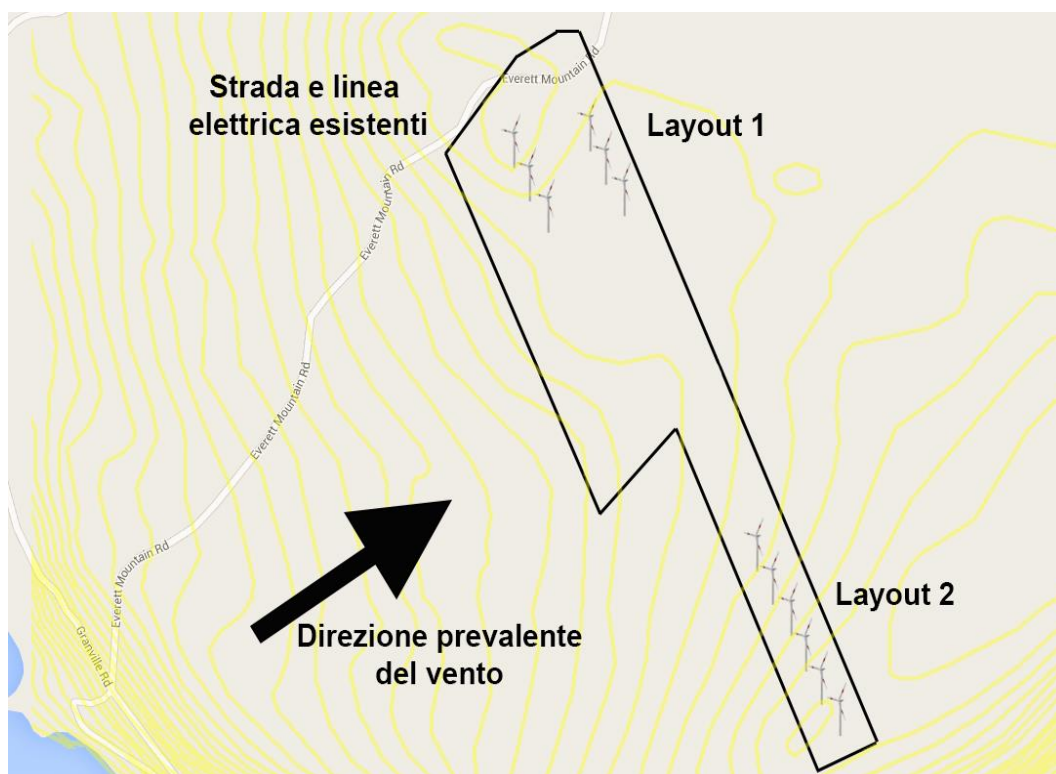 Strada e linea
elettrica esistenti
Everett Mountain Rd
Layout 1
Everett Mountain Rd
Everett Mountain Rd
Everett Mountain Rd
Everett Mountain Rd
Layout 2
Direzione prevalente
del vento
Granville Rd